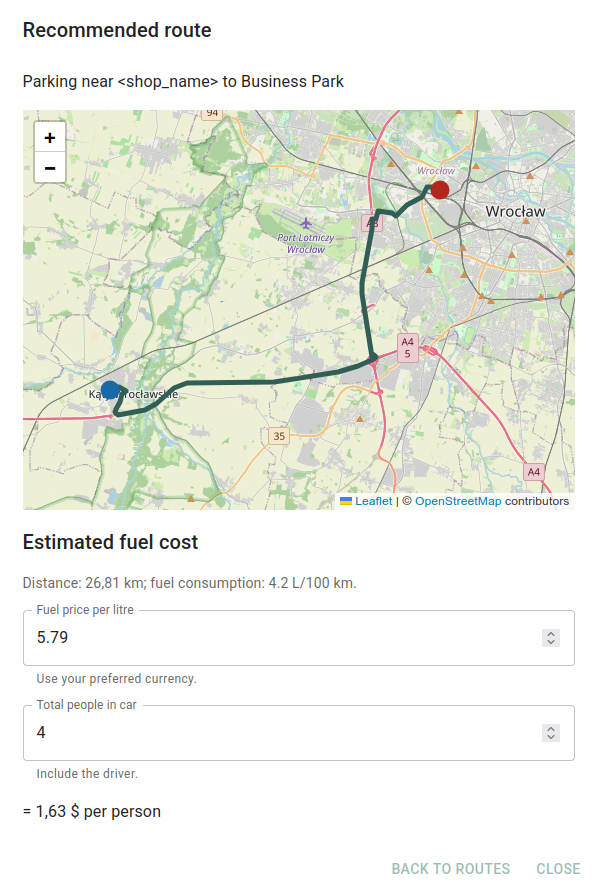 Recommended route
Parking near <shop_name> to Business Park
+
−
94
Wrocław
Wrocław
A8
Port Lotniczy
Wrocław
A4
5
35
A4
Leaflet | © OpenStreetMap contributors
Estimated fuel cost
Distance: 26,81 km; fuel consumption: 4.2 L/100 km.
Fuel price per litre
5.79
Use your preferred currency.
Total people in car
4
Include the driver.
= 1,63 $ per person
BACK TO ROUTES CLOSE